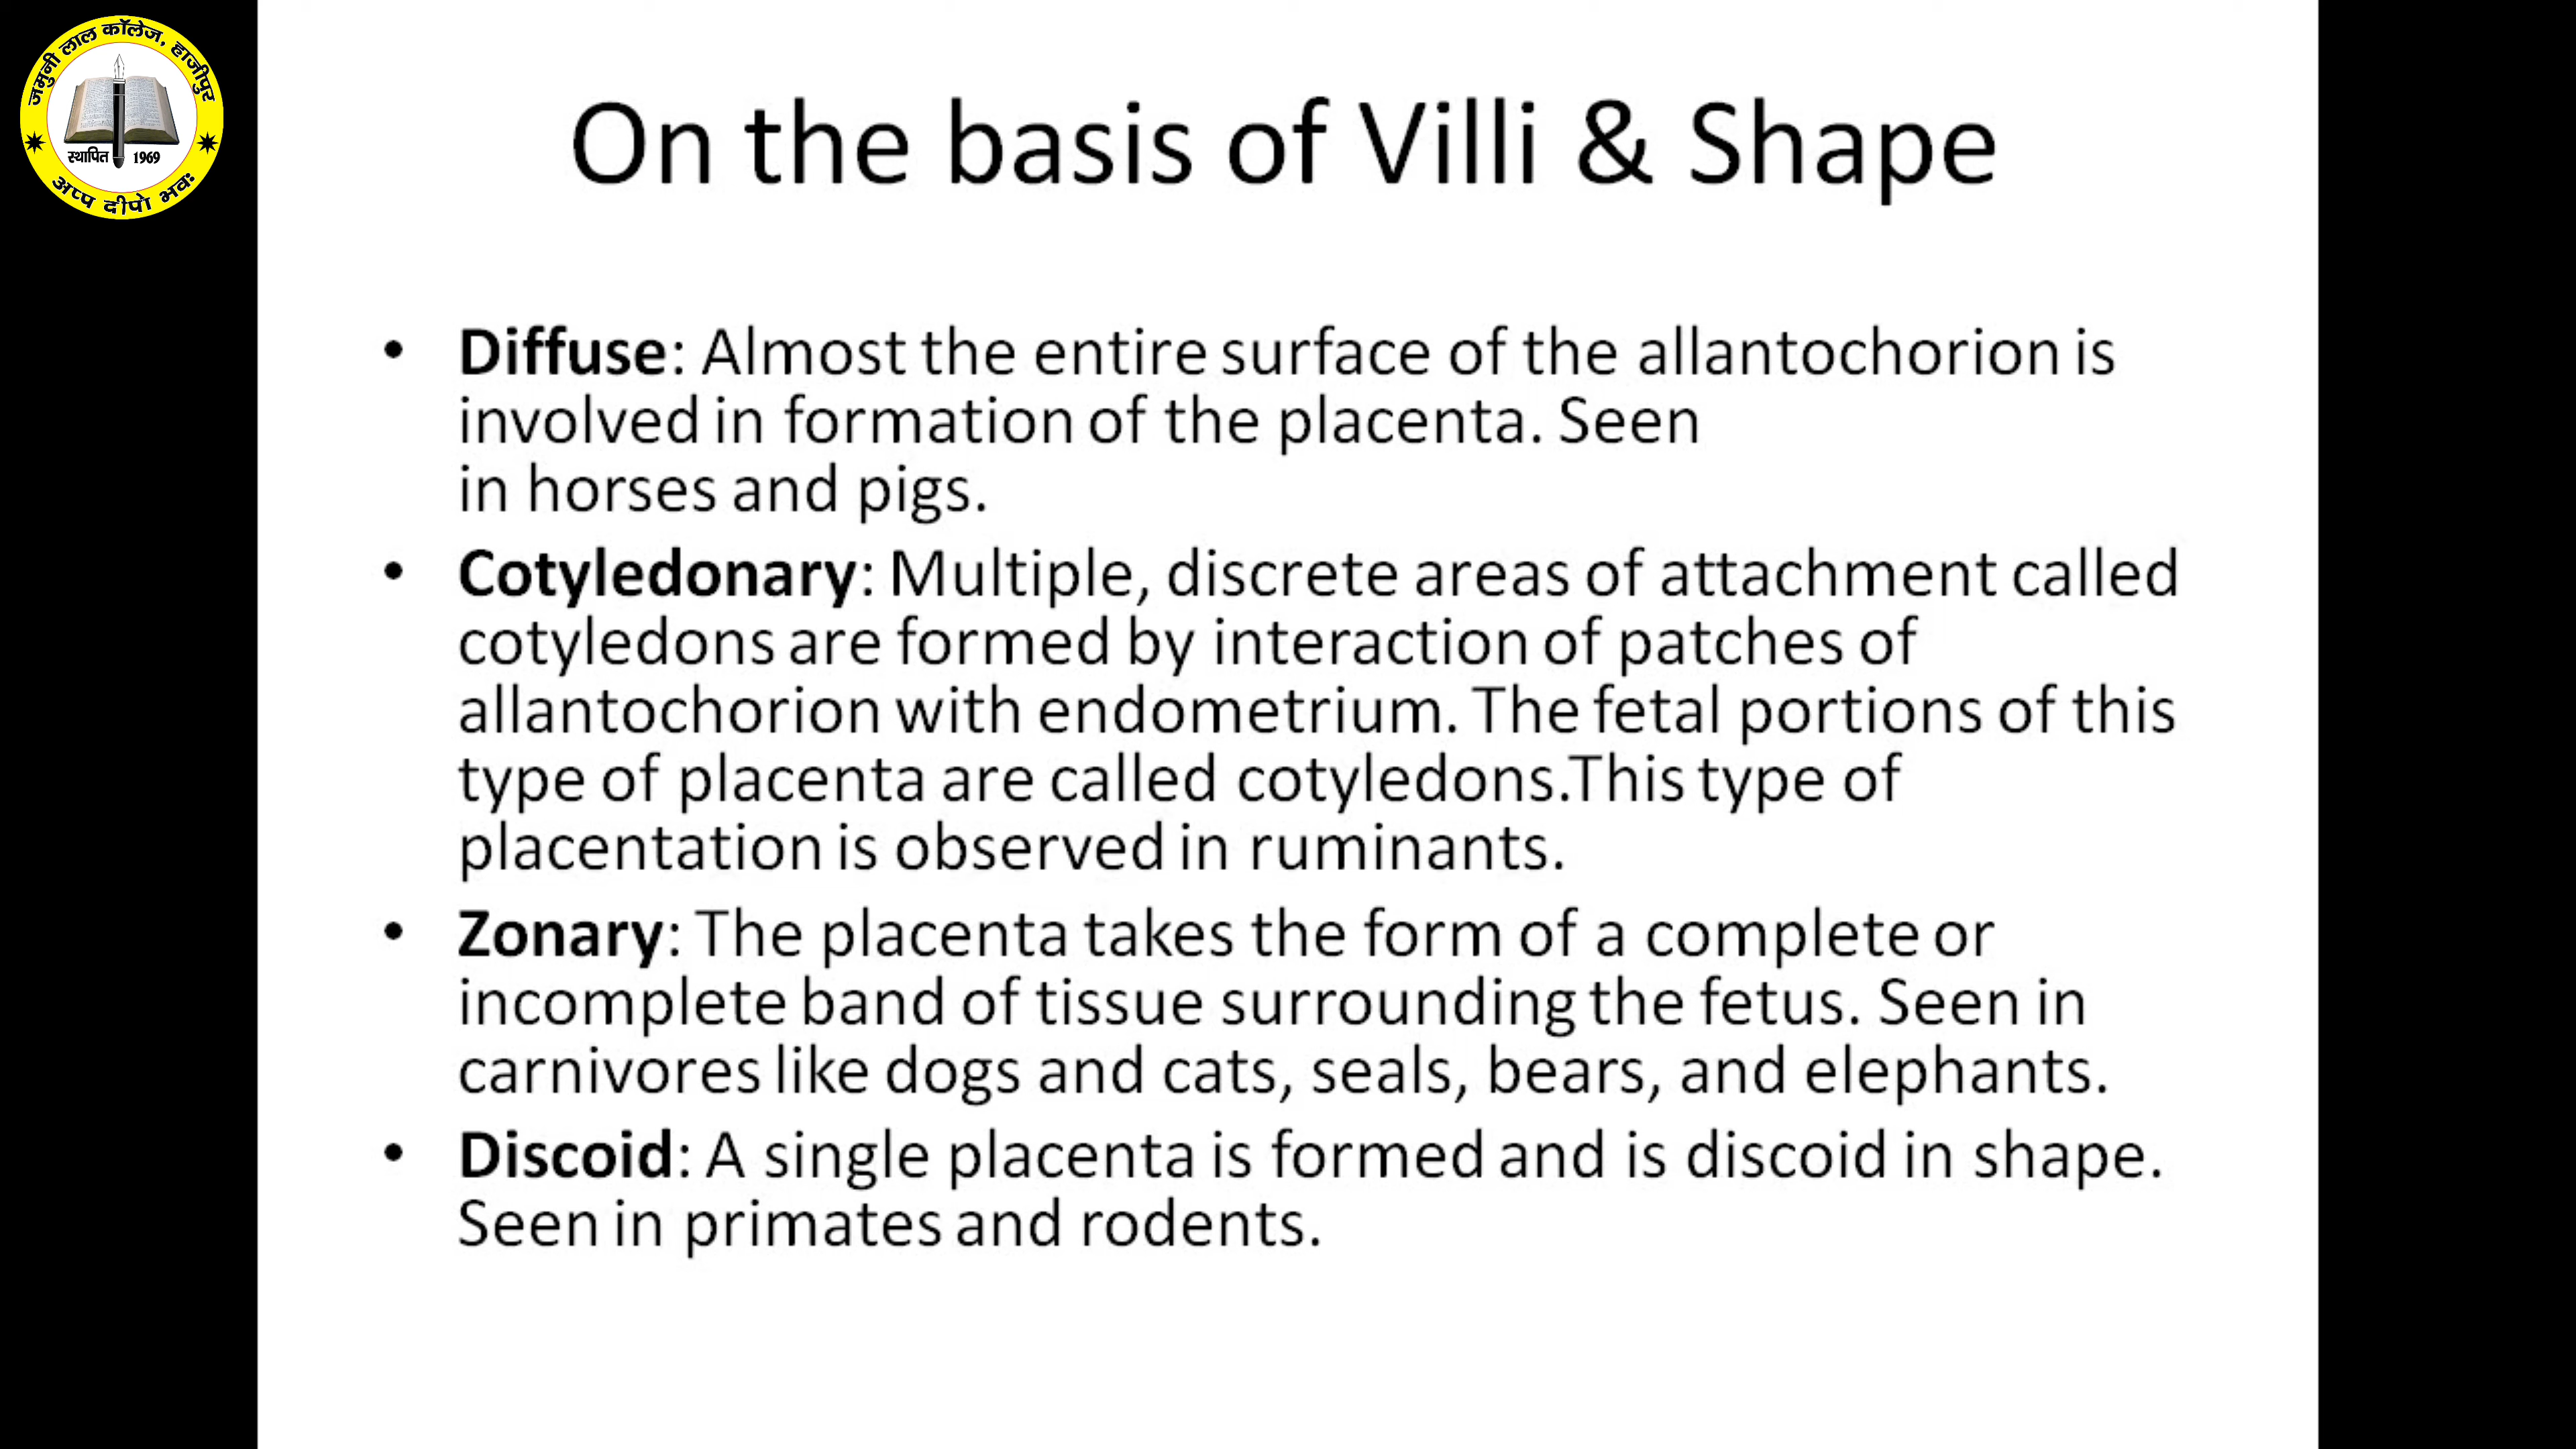 जमुनी लाल कॉलेज, हाजीपुर
स्थापित 1969
अप्प दीपो भवः
On the basis of Villi & Shape
• Diffuse: Almost the entire surface of the allantochorion is
involved in formation of the placenta. Seen
in horses and pigs.
• Cotyledonary: Multiple, discrete areas of attachment called
cotyledons are formed by interaction of patches of
allantochorion with endometrium. The fetal portions of this
type of placenta are called cotyledons.This type of
placentation is observed in ruminants.
• Zonary: The placenta takes the form of a complete or
incomplete band of tissue surrounding the fetus. Seen in
carnivores like dogs and cats, seals, bears, and elephants.
• Discoid: A single placenta is formed and is discoid in shape.
Seen in primates and rodents.